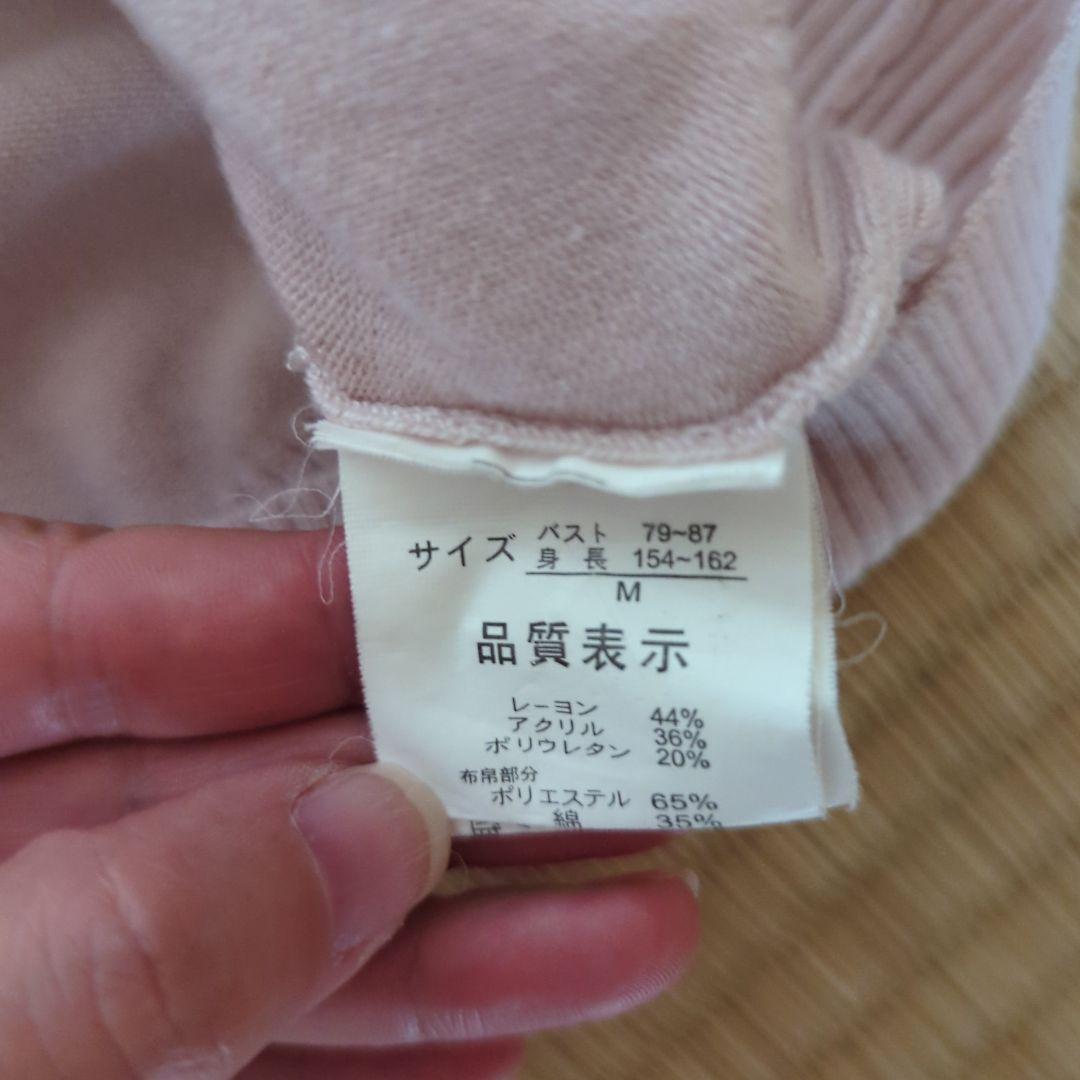 サイズ バスト 79~87
身長 154~162
M
品質表示
レーヨン 44%
アクリル 36%
ポリウレタン 20%
布帛部分
ポリエステル 65%
綿 35%